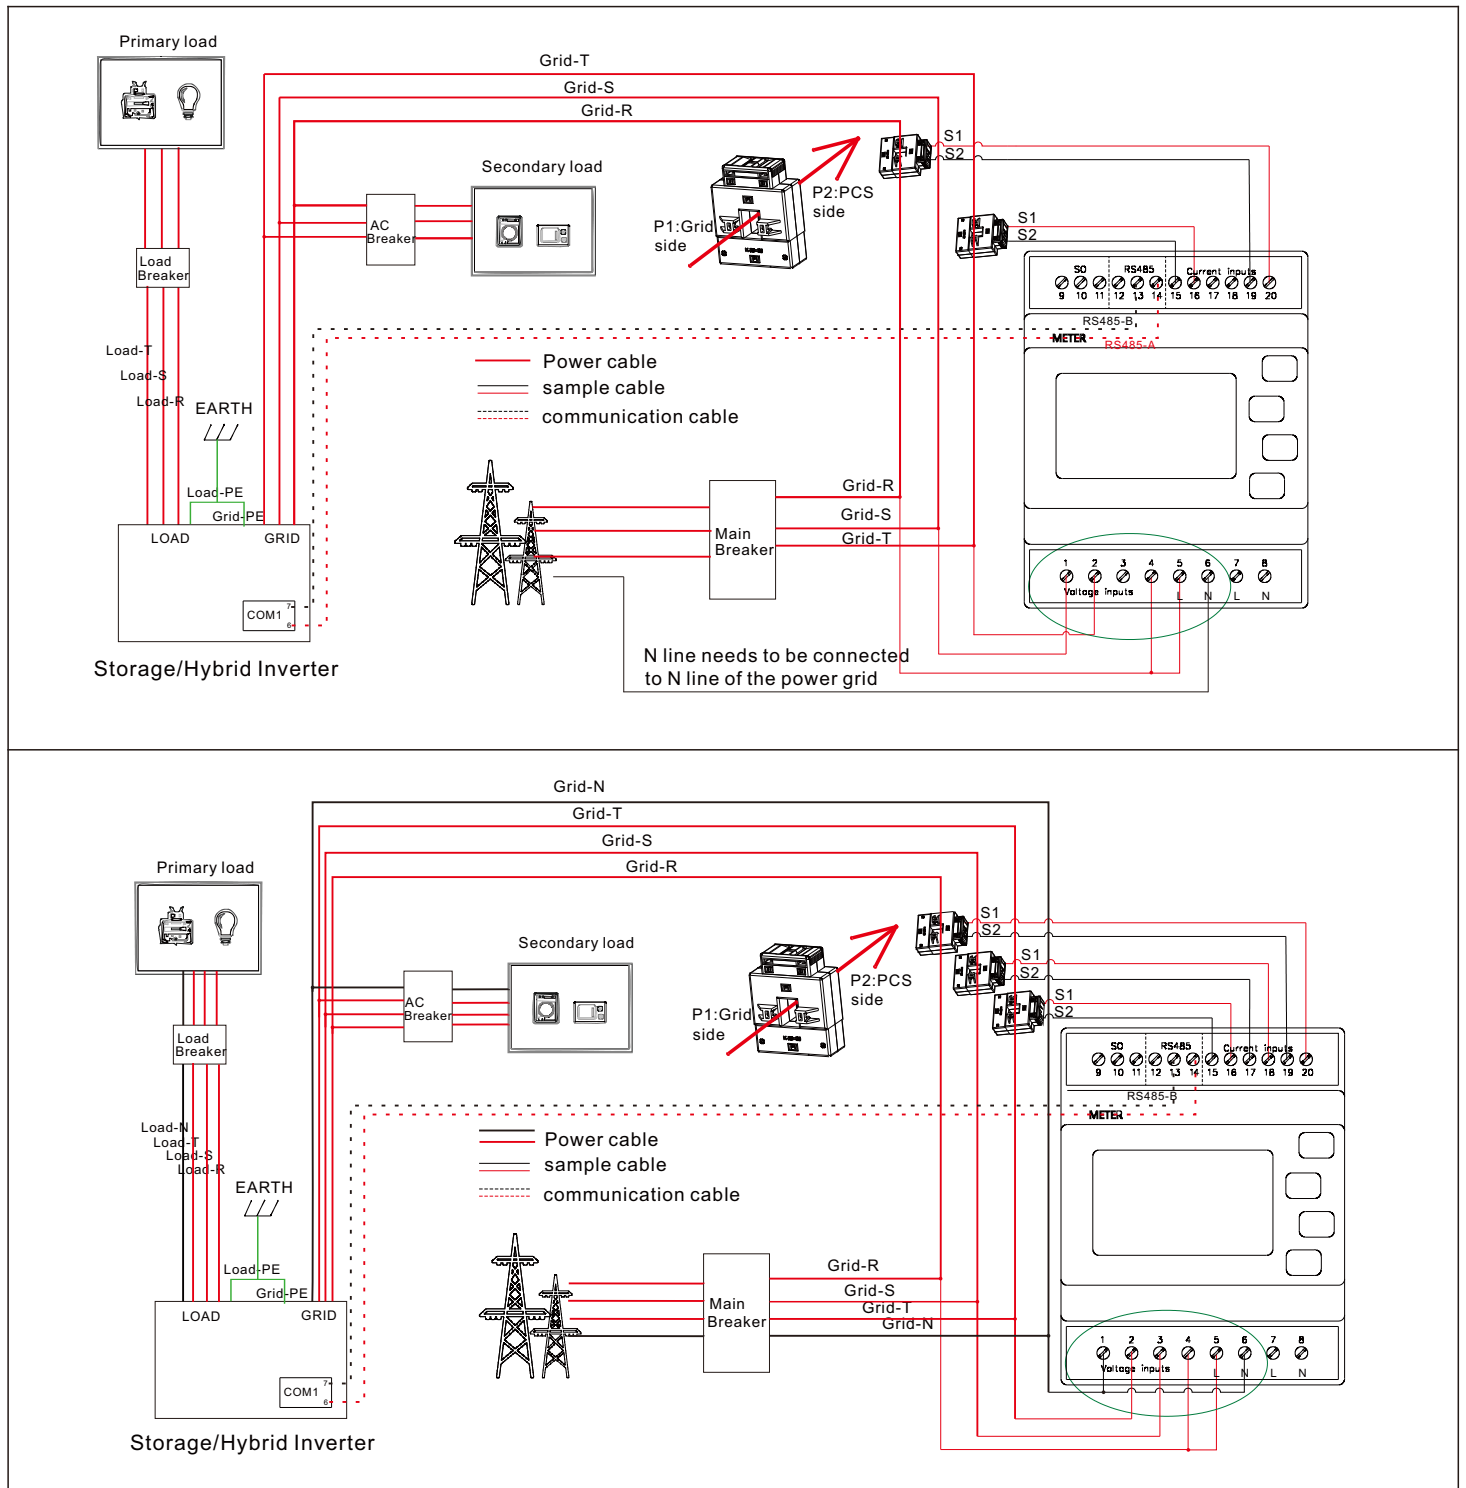 Primary load
Grid-T
Grid-S
Grid-R
S1
S2
Secondary load
P2:PCS
side
P1:Grid
side
AC
Breaker
S1
S2
Load
Breaker
SO
RS485
Current inputs
9 10 11 12 13 14 15 16 17 18 19 20
RS485-B
METER
RS485-A
Load-T
Load-S
Load-R
Power cable
sample cable
communication cable
EARTH
Load-PE
Grid-PE
LOAD
GRID
Main
Breaker
Grid-R
Grid-S
Grid-T
1 2 3 4 5 6 7 8
Voltage inputs
L N L N
COM1
7
6
Storage/Hybrid Inverter
N line needs to be connected
to N line of the power grid
Grid-N
Grid-T
Grid-S
Grid-R
Primary load
S1
S2
Secondary load
S1
S2
P2:PCS
side
P1:Grid
side
S1
S2
AC
Breaker
Load
Breaker
SO
RS485
Current inputs
9 10 11 12 13 14 15 16 17 18 19 20
RS485-B
METER
Load-N
Load-T
Load-S
Load-R
Power cable
sample cable
communication cable
EARTH
Load-PE
Grid-PE
LOAD
GRID
Main
Breaker
Grid-R
Grid-S
Grid-T
Grid-N
1 2 3 4 5 6 7 8
Voltage inputs
L N L N
COM1
7
6
Storage/Hybrid Inverter